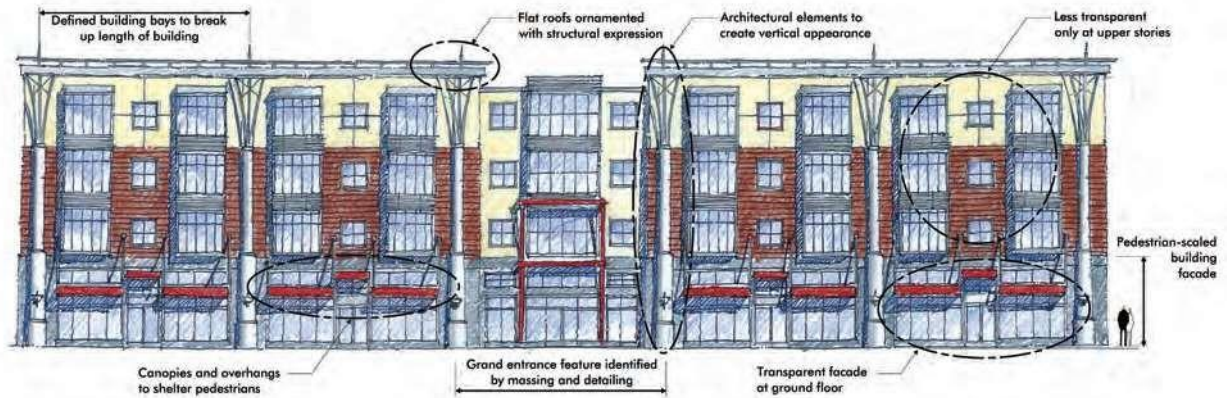 Defined building bays to break
up length of building
Flat roofs ornamented
with structural expression
Architectural elements to
create vertical appearance
Less transparent
only at upper stories
Pedestrian-scaled
building
facade
Canopies and overhangs
to shelter pedestrians
Grand entrance feature identified
by massing and detailing
Transparent facade
at ground floor